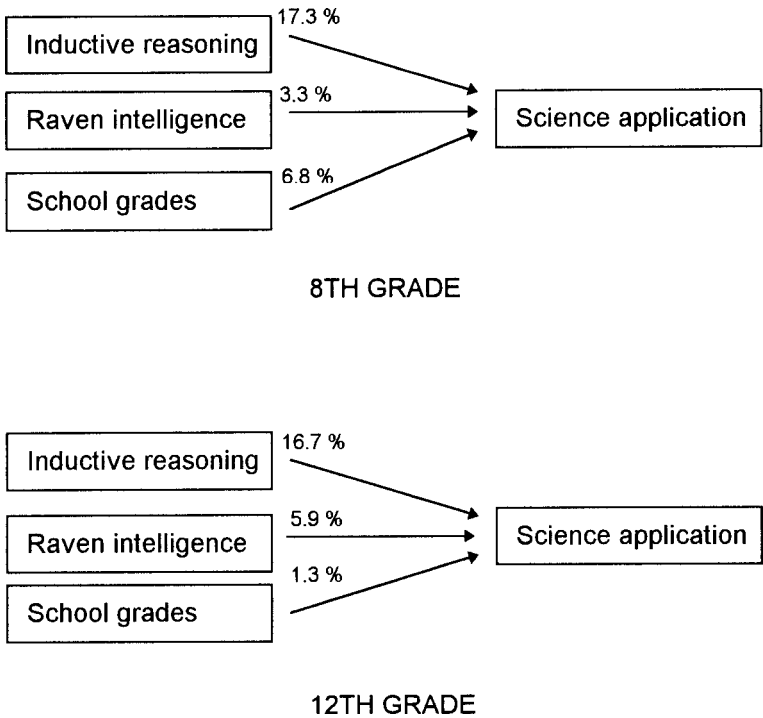 17.3 %
Inductive reasoning
3.3 %
Raven intelligence
Science application
6.8 %
School grades
8TH GRADE
16.7 %
Inductive reasoning
5.9 %
Raven intelligence
Science application
1.3 %
School grades
12TH GRADE